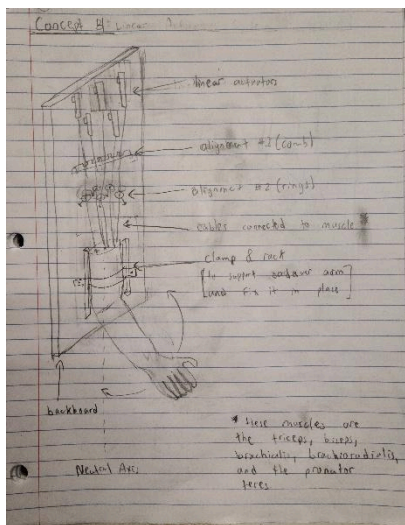 Concept 4: Linear
linear actuators
alignment #1 (comb)
alignment #2 (rings)
cables connected to muscle *
clamp & rack
[to support cadaver arm
and fix it in place]
backboard
Neutral Axis
* these muscles are
the triceps, biceps,
brachialis, brachioradialis,
and the pronator
teres